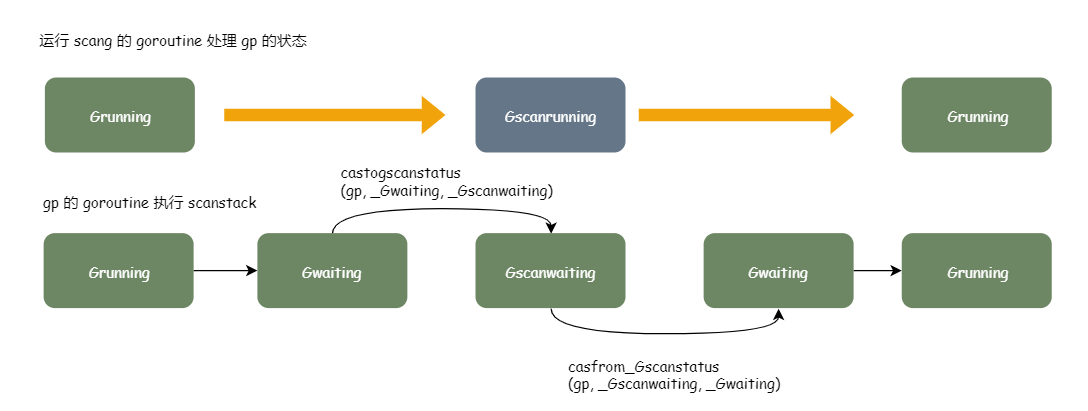 运行 scang 的 goroutine 处理 gp 的状态
Grunning
Gscanrunning
Grunning
castogscanstatus
(gp, _Gwaiting, _Gscanwaiting)
gp 的 goroutine 执行 scanstack
Grunning
Gwaiting
Gscanwaiting
Gwaiting
Grunning
casfrom_Gscanstatus
(gp, _Gscanwaiting, _Gwaiting)